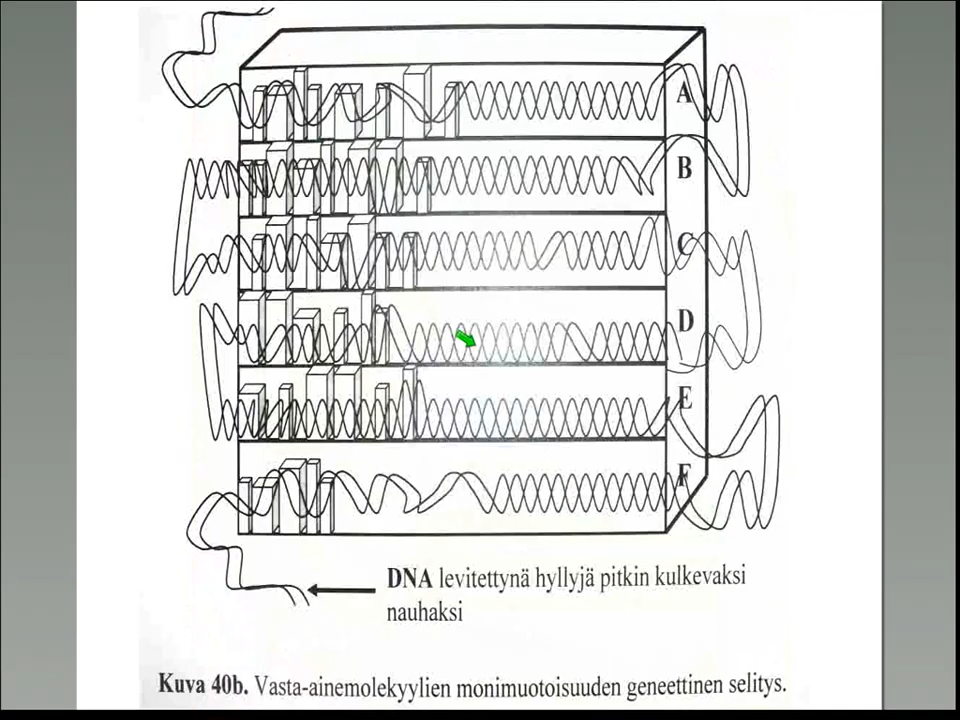 A
B
C
D
E
F
DNA levitettynä hyllyjä pitkin kulkevaksi
nauhaksi
Kuva 40b. Vasta-ainemolekyylien monimuotoisuuden geneettinen selitys.